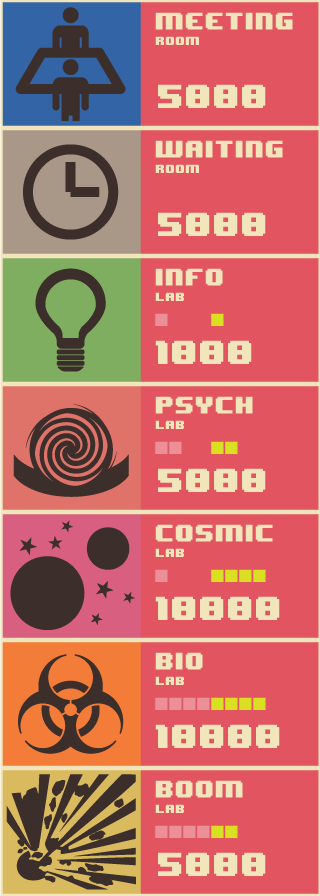 MEETING
ROOM
5000
WAITING
ROOM
5000
INFO
LAB
1000
PSYCH
LAB
5000
COSMIC
LAB
10000
BIO
LAB
10000
BOOM
LAB
5000